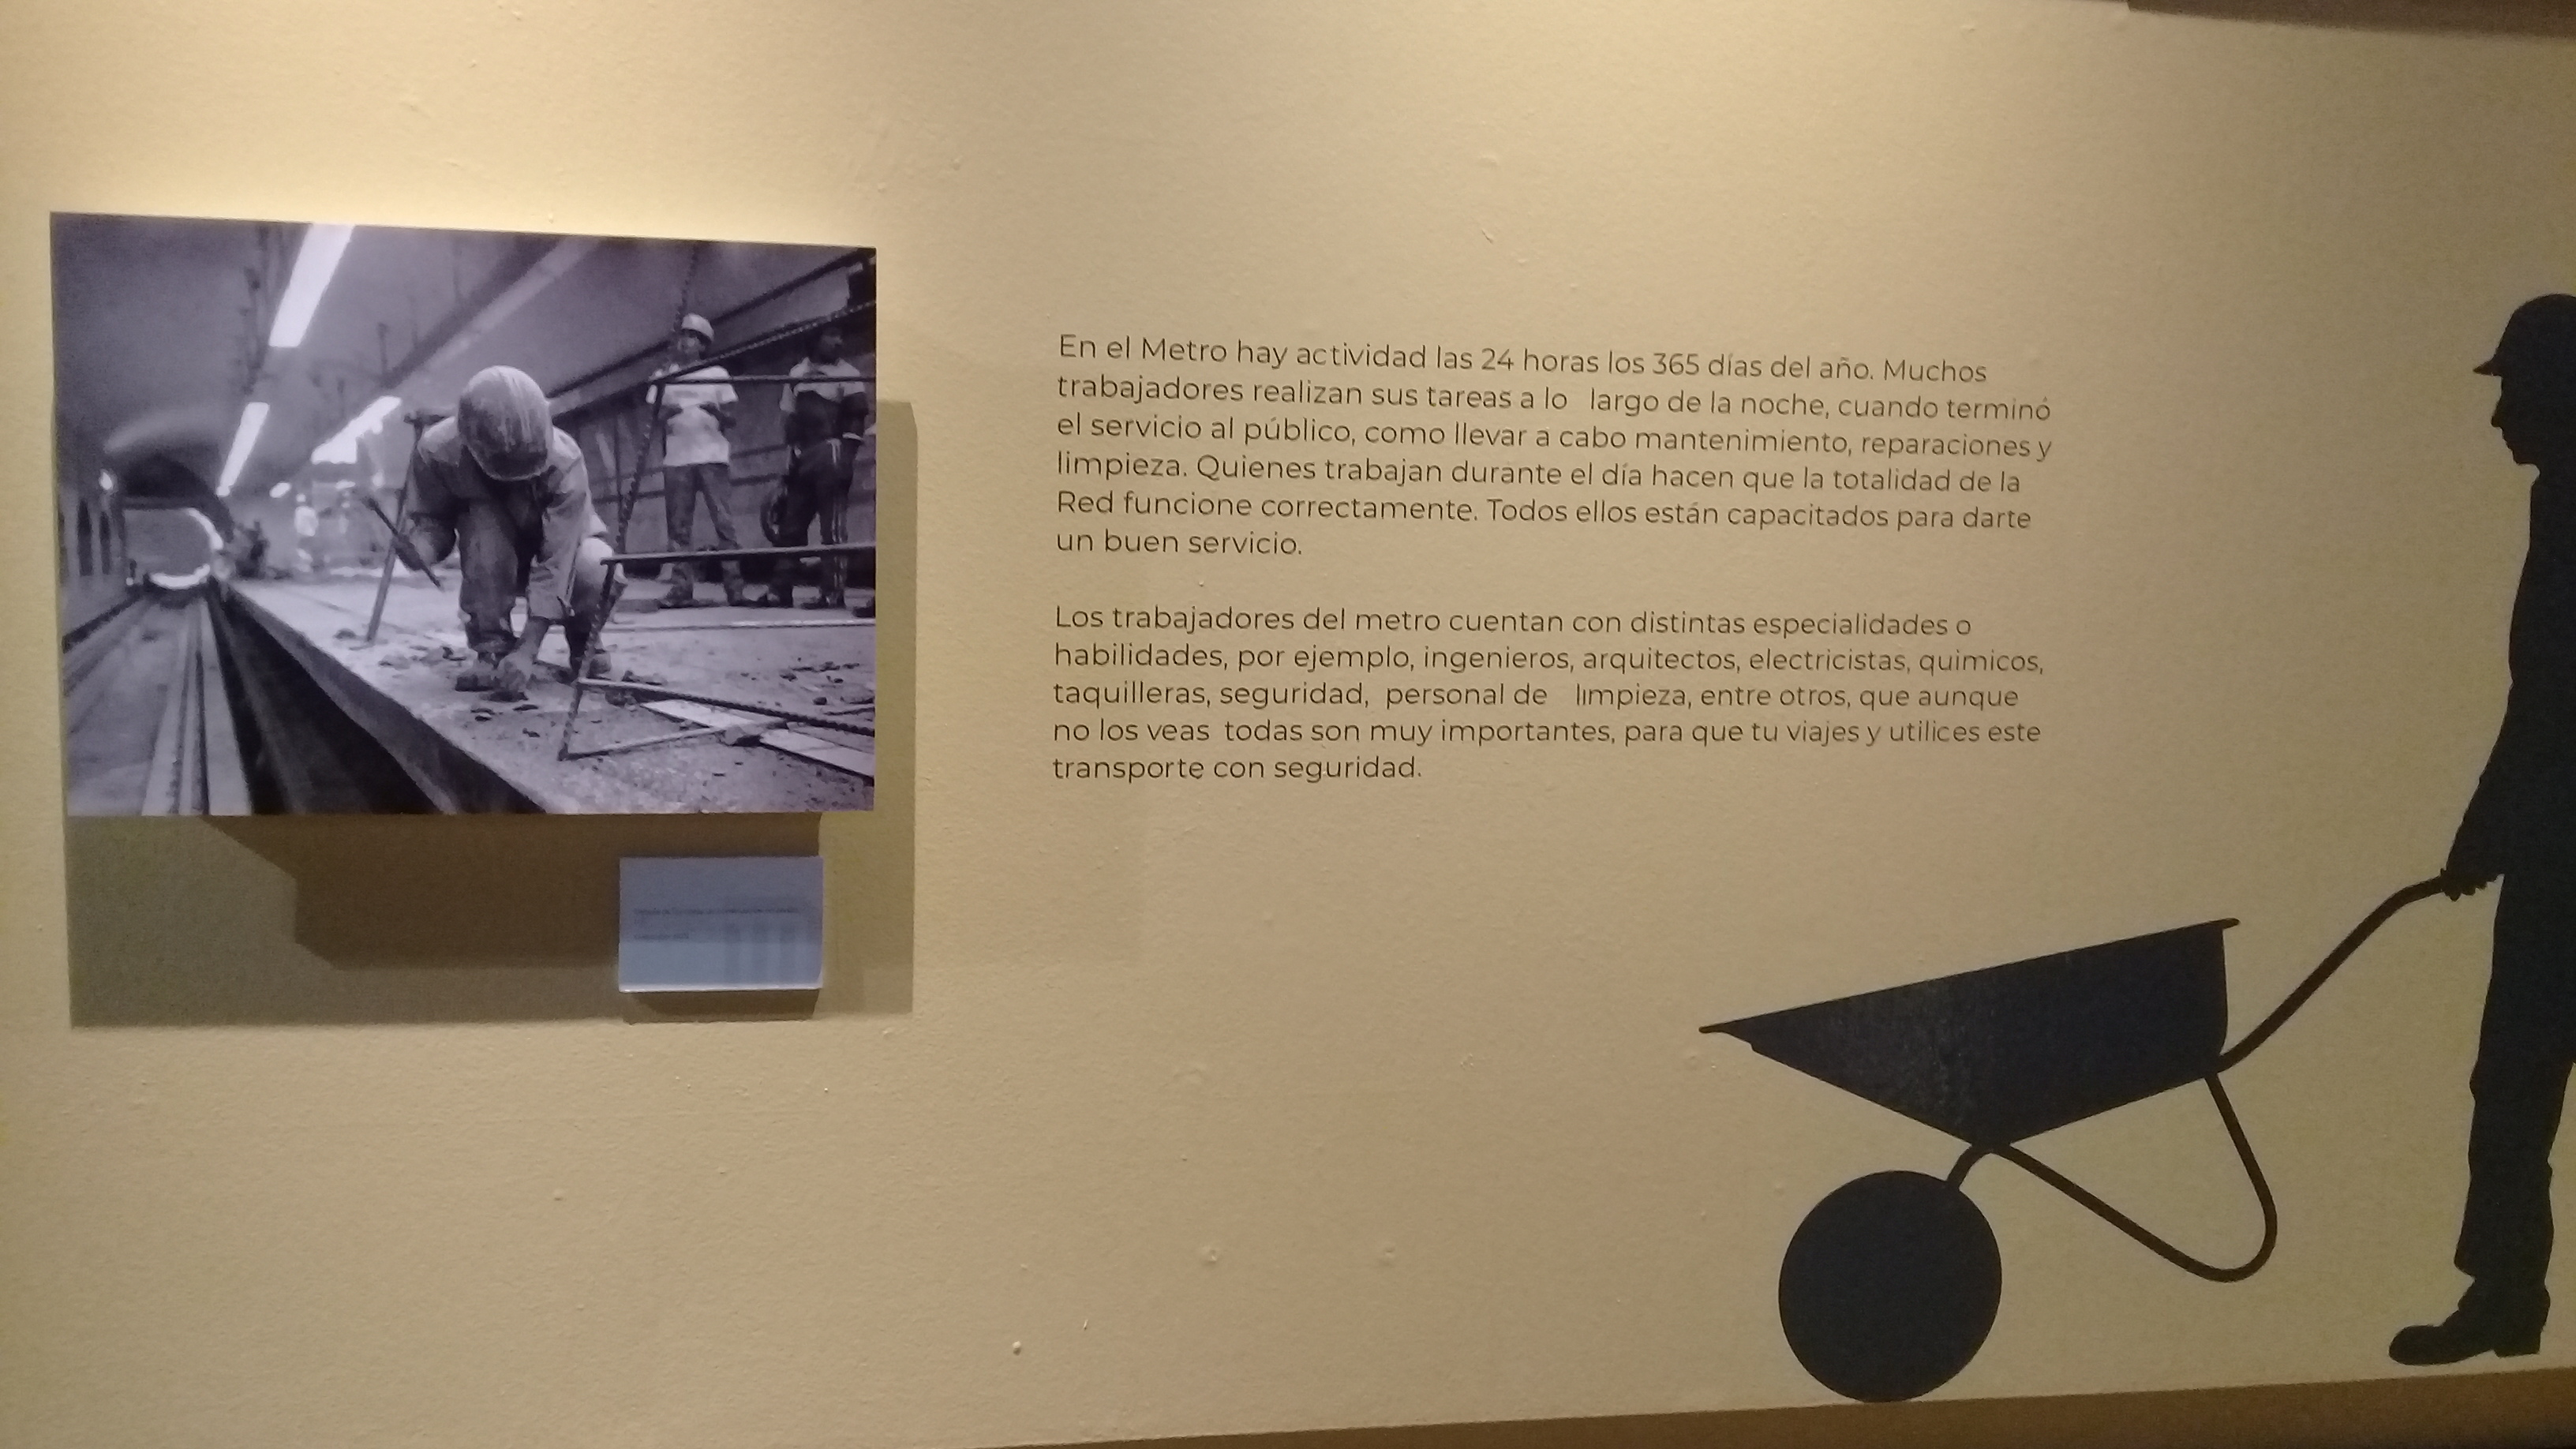 En el Metro hay actividad las 24 horas los 365 días del año. Muchos
trabajadores realizan sus tareas a lo largo de la noche, cuando terminó
el servicio al público, como llevar a cabo mantenimiento, reparaciones y
limpieza. Quienes trabajan durante el día hacen que la totalidad de la
Red funcione correctamente. Todos ellos están capacitados para darte
un buen servicio.
Los trabajadores del metro cuentan con distintas especialidades o
habilidades, por ejemplo, ingenieros, arquitectos, electricistas, quimicos,
taquilleras, seguridad, personal de limpieza, entre otros, que aunque
no los veas todas son muy importantes, para que tu viajes y utilices este
transporte con seguridad.